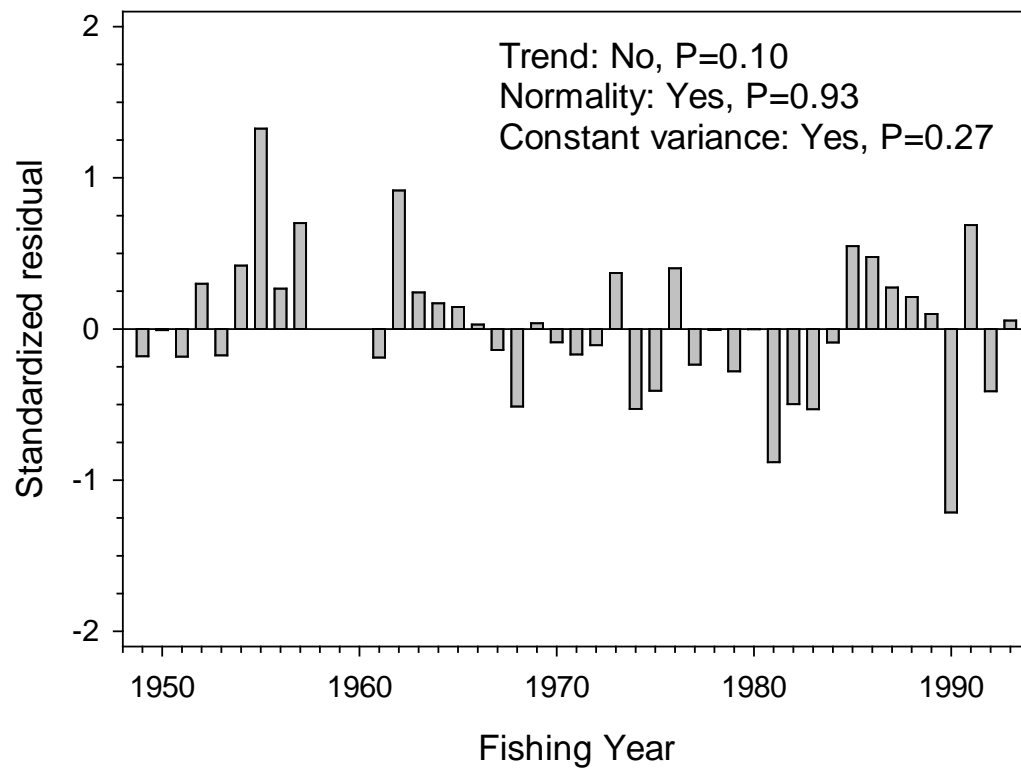 Trend: No, P=0.10
Normality: Yes, P=0.93
Constant variance: Yes, P=0.27
Standardized residual
2
1
0
-1
-2
1950 1960 1970 1980 1990
Fishing Year